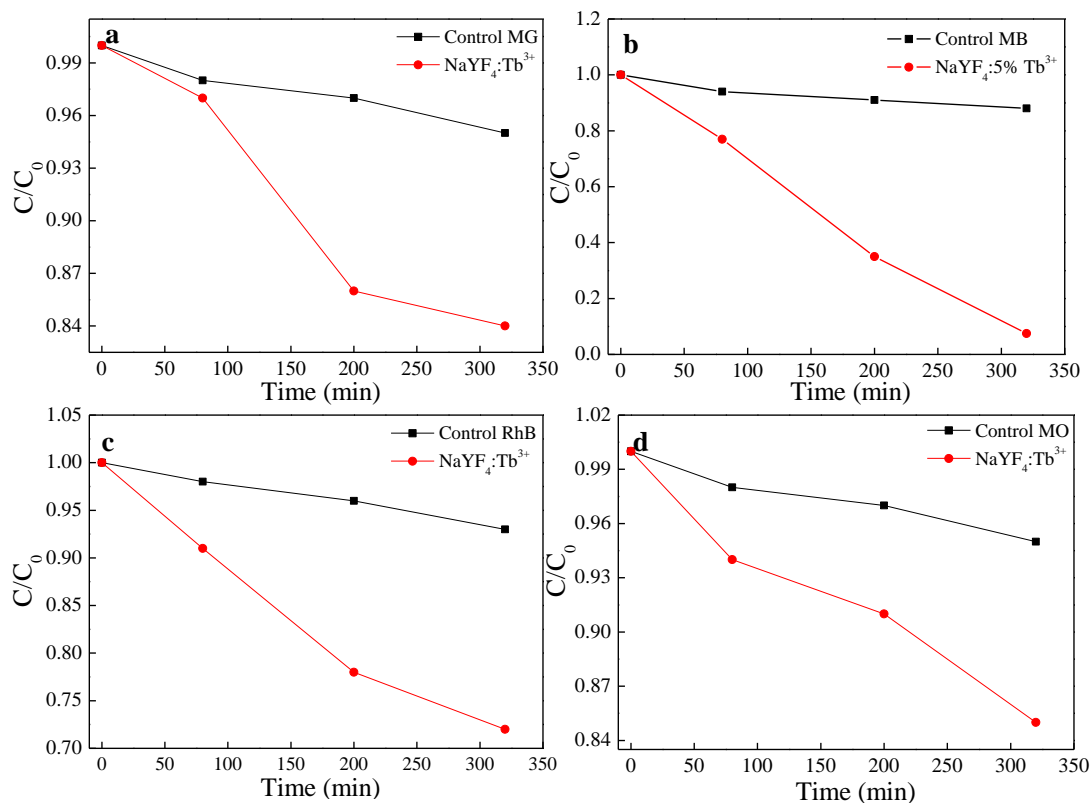 a
Control MG
NaYF4:Tb3+
0.99
0.96
0.93
0.90
0.87
0.84
C/C0
0 50 100 150 200 250 300 350
Time (min)
b
Control MB
NaYF4:5% Tb3+
1.2
1.0
0.8
0.6
0.4
0.2
0.0
C/C0
0 50 100 150 200 250 300 350
Time (min)
c
Control RhB
NaYF4:Tb3+
1.05
1.00
0.95
0.90
0.85
0.80
0.75
0.70
C/C0
0 50 100 150 200 250 300 350
Time (min)
d
Control MO
NaYF4:Tb3+
1.02
0.99
0.96
0.93
0.90
0.87
0.84
C/C0
0 50 100 150 200 250 300 350
Time (min)